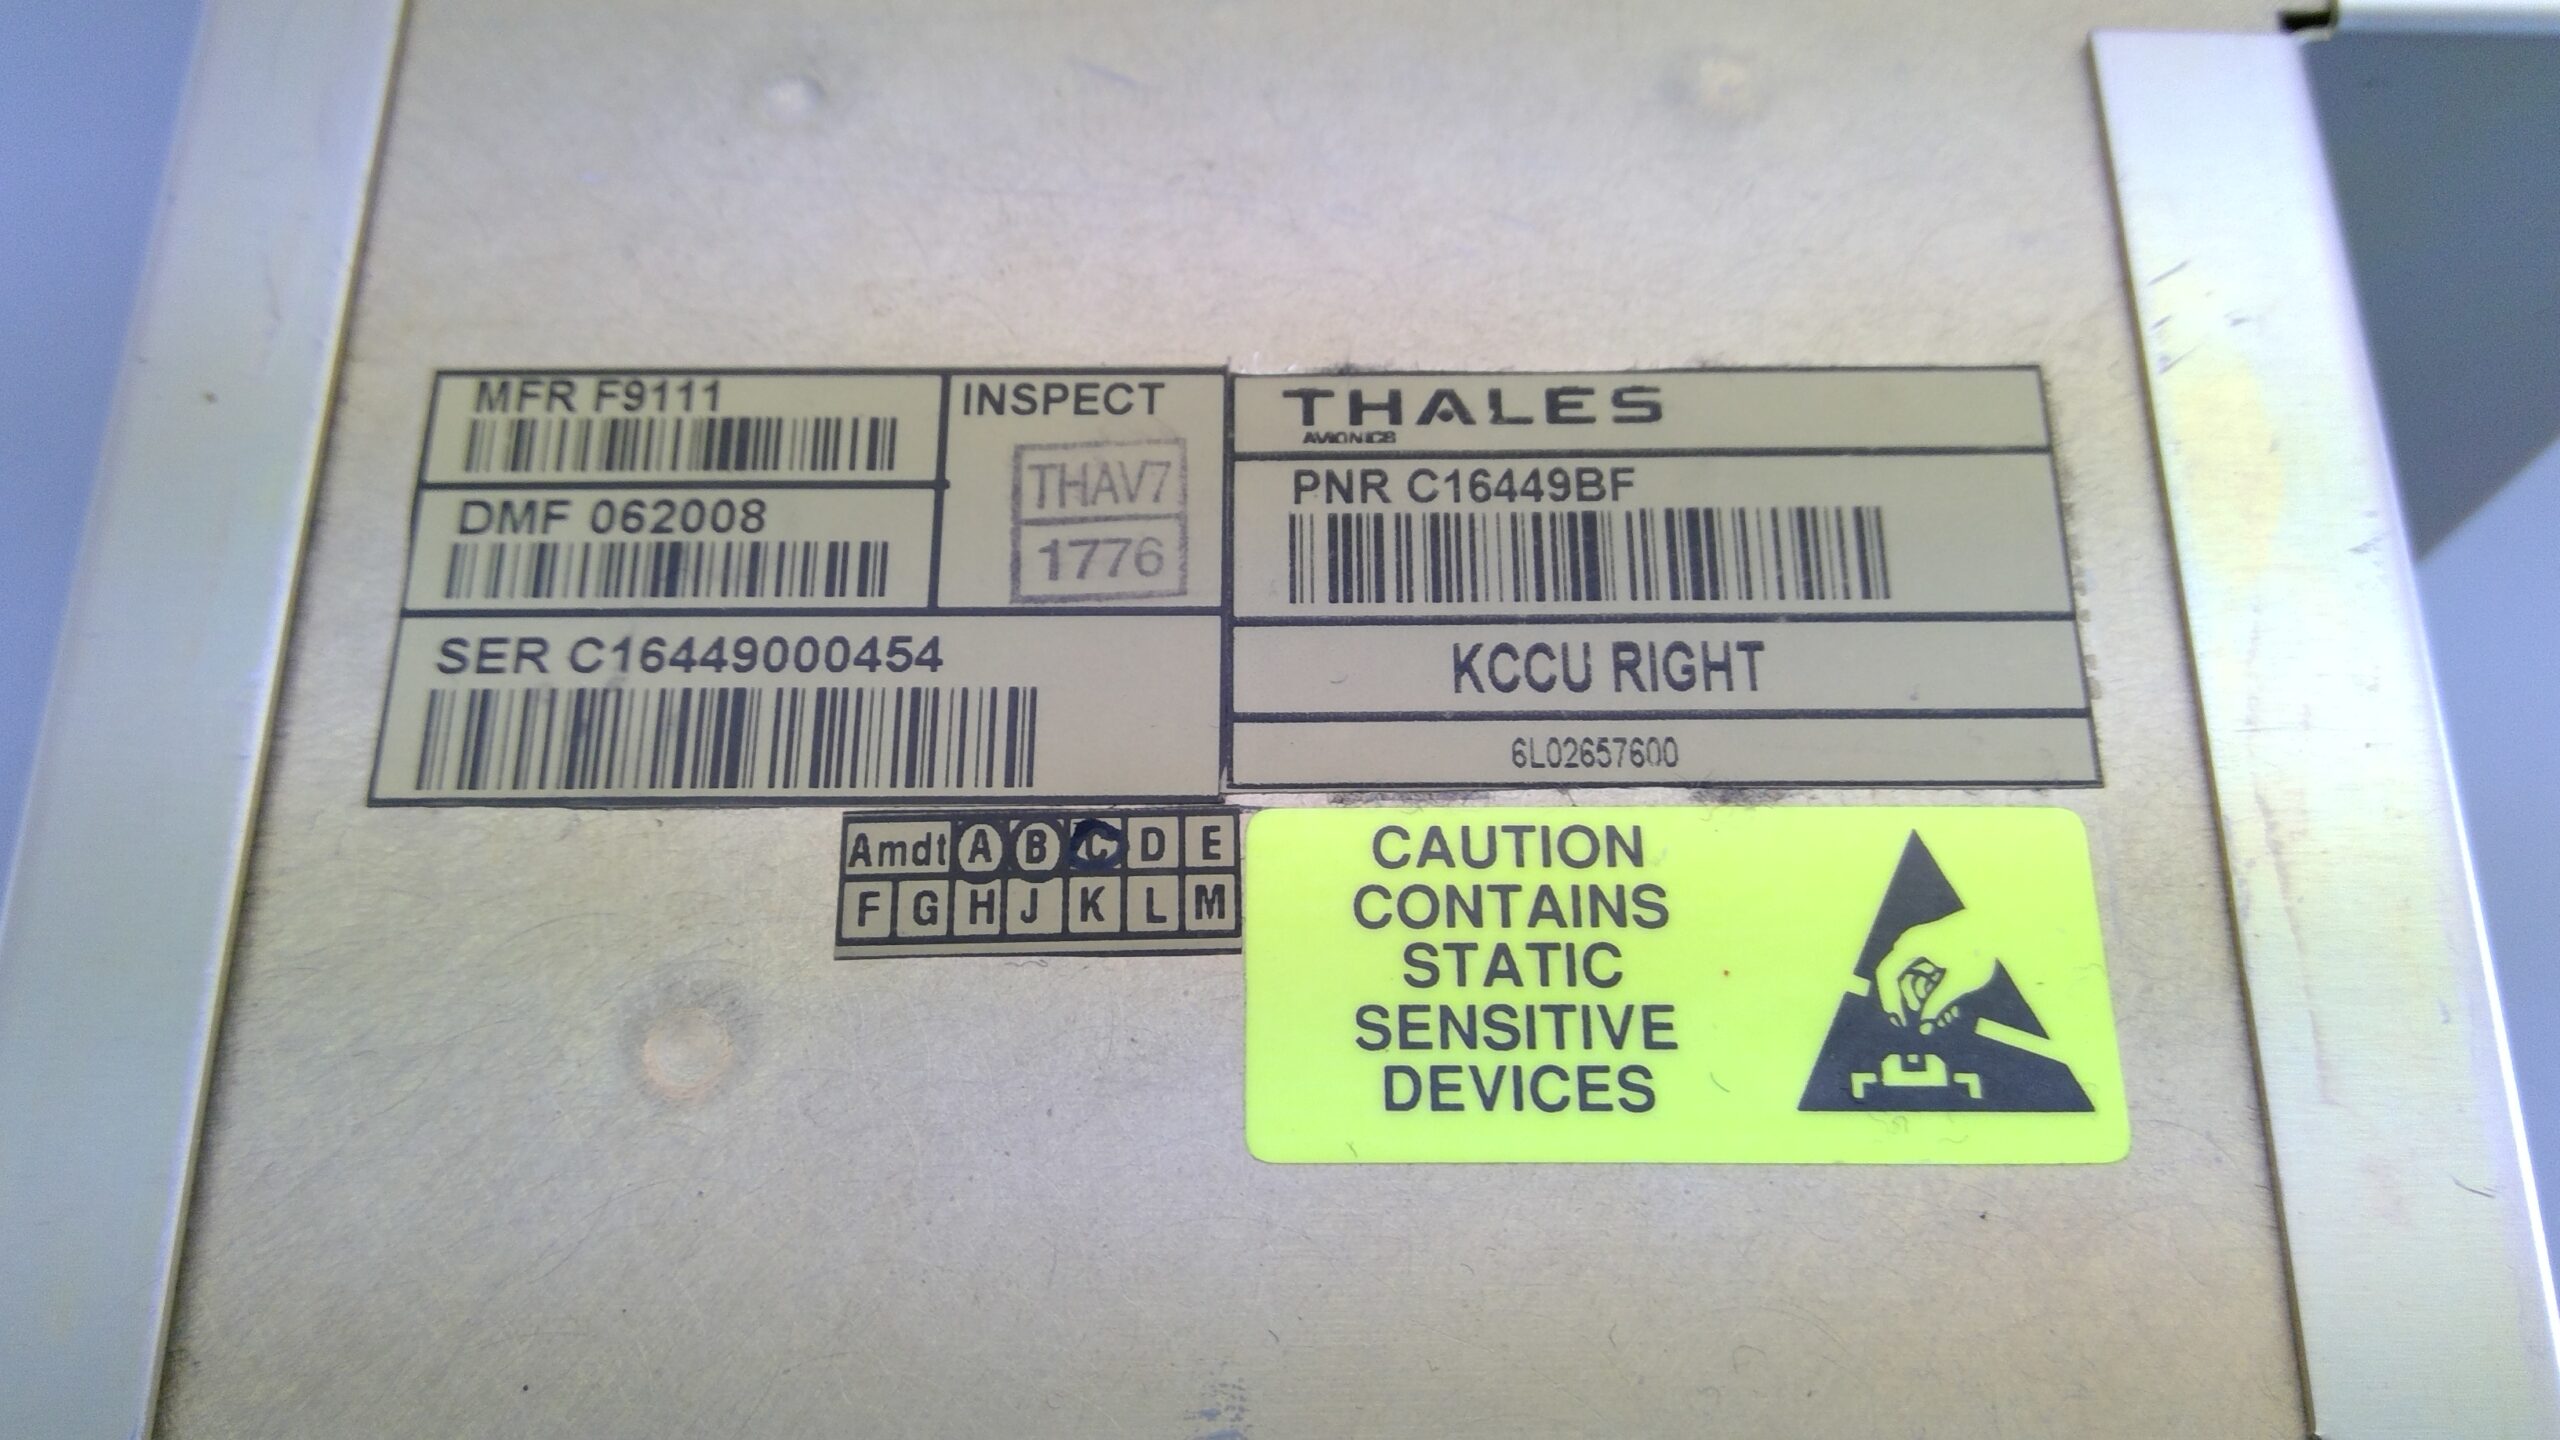 MFR F9111
DMF 062008
SER C16449000454
INSPECT
THAV7
1776
THALES
AVIONICS
PNR C16449BF
KCCU RIGHT
6L02657600
Amdt A B C D E
F G H J K L M
CAUTION
CONTAINS
STATIC
SENSITIVE
DEVICES